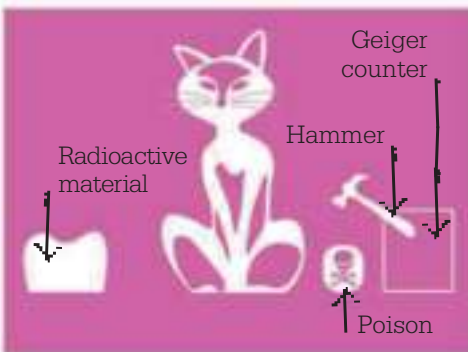 Geiger
counter
Hammer
Radioactive
material
Poison